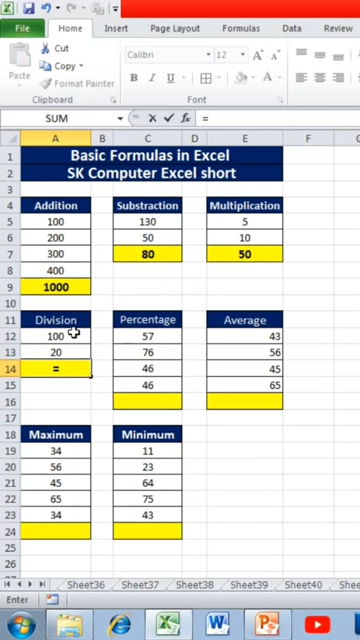 File Home Insert Page Layout Formulas Data Review
Cut
Copy
Format Painter
Paste
Clipboard
Calibri 12 A A
B I U A
Font
SUM fx =
A B C D E F
1 Basic Formulas in Excel
2 SK Computer Excel short
3
4 Addition Substraction Multiplication
5 100 130 5
6 200 50 10
7 300 80 50
8 400
9 1000
10
11 Division Percentage Average
12 100 57 43
13 20 76 56
14 = 46 45
15 46 65
16
17
18 Maximum Minimum
19 34 11
20 56 23
21 45 64
22 65 75
23 34 43
24
25
26
27
Sheet36 Sheet37 Sheet38 Sheet39 Sheet40
Enter